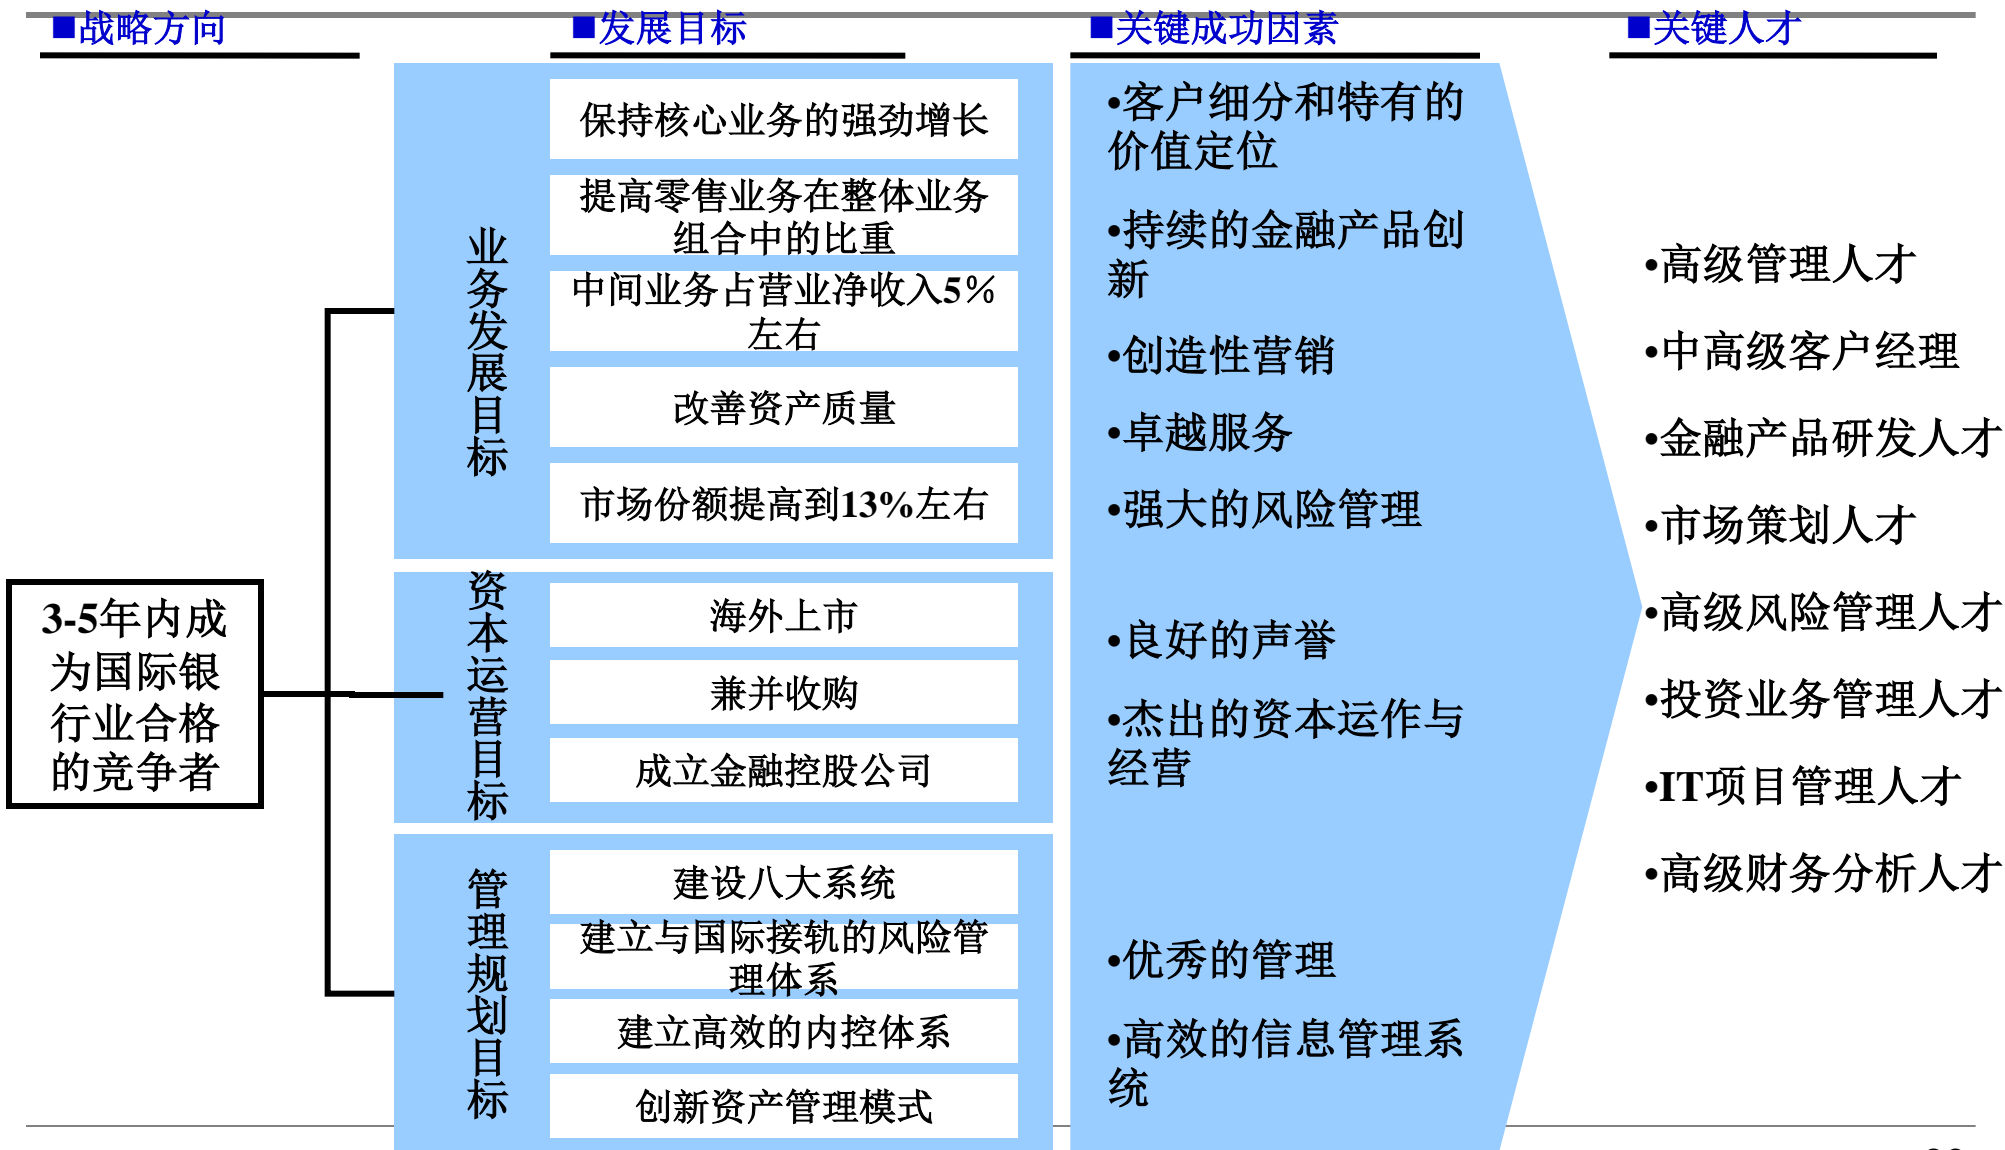 ■战略方向
■发展目标
■关键成功因素
■关键人才
3-5年内成
为国际银
行业合格
的竞争者
业务发展目标
保持核心业务的强劲增长
提高零售业务在整体业务
组合中的比重
中间业务占营业净收入5%
左右
改善资产质量
市场份额提高到13%左右
资本运营目标
海外上市
兼并收购
成立金融控股公司
管理规划目标
建设八大系统
建立与国际接轨的风险管
理体系
建立高效的内控体系
创新资产管理模式
•客户细分和特有的
价值定位
•持续的金融产品创
新
•创造性营销
•卓越服务
•强大的风险管理
•良好的声誉
•杰出的资本运作与
经营
•优秀的管理
•高效的信息管理系
统
•高级管理人才
•中高级客户经理
•金融产品研发人才
•市场策划人才
•高级风险管理人才
•投资业务管理人才
•IT项目管理人才
•高级财务分析人才